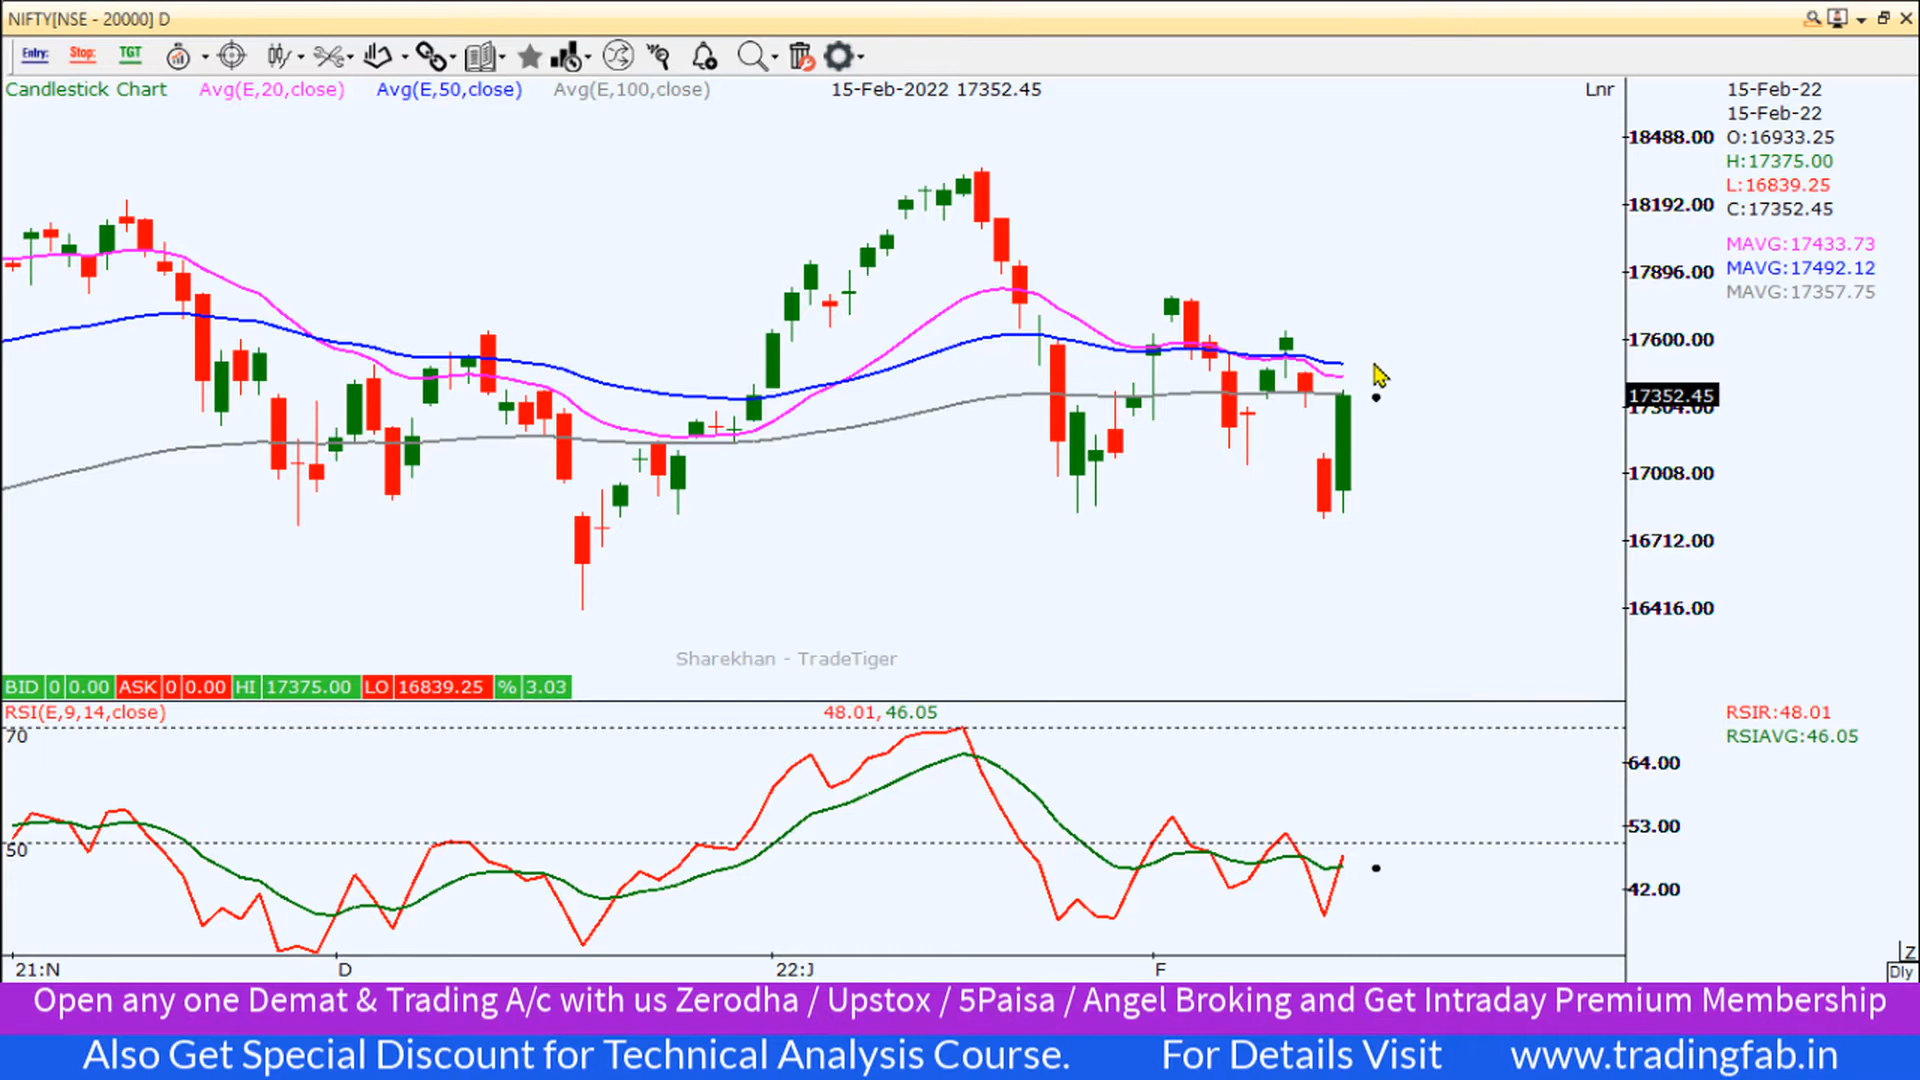 NIFTY[NSE - 20000] D
Entry: Stop: TGT
Candlestick Chart Avg(E,20,close) Avg(E,50,close) Avg(E,100,close) 15-Feb-2022 17352.45 Lnr
15-Feb-22
15-Feb-22
O:16933.25
H:17375.00
L:16839.25
C:17352.45
MAVG:17433.73
MAVG:17492.12
MAVG:17357.75
18488.00
18192.00
17896.00
17600.00
17352.45
17304.00
17008.00
16712.00
16416.00
Sharekhan - TradeTiger
BID 0 0.00 ASK 0 0.00 HI 17375.00 LO 16839.25 % 3.03
RSI(E,9,14,close) 48.01, 46.05
RSIR:48.01
RSIAVG:46.05
70
64.00
53.00
50
42.00
21:N D 22:J F
Z
Dly
Open any one Demat & Trading A/c with us Zerodha / Upstox / 5Paisa / Angel Broking and Get Intraday Premium Membership
Also Get Special Discount for Technical Analysis Course. For Details Visit www.tradingfab.in